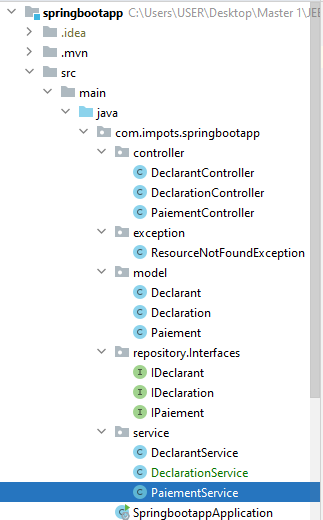 springbootapp C:\Users\USER\Desktop\Master 1\JEE
.idea
.mvn
src
main
java
com.impots.springbootapp
controller
DeclarantController
DeclarationController
PaiementController
exception
ResourceNotFoundException
model
Declarant
Declaration
Paiement
repository.Interfaces
IDeclarant
IDeclaration
IPaiement
service
DeclarantService
DeclarationService
PaiementService
SpringbootappApplication